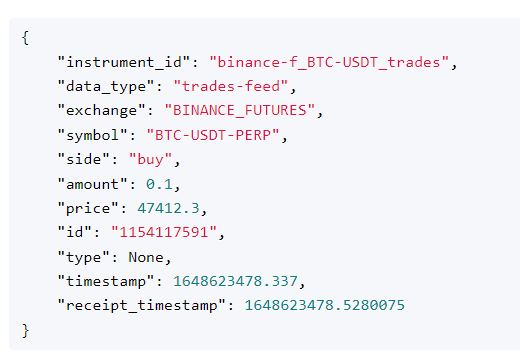 {
    "instrument_id": "binance-f_BTC-USDT_trades",
    "data_type": "trades-feed",
    "exchange": "BINANCE_FUTURES",
    "symbol": "BTC-USDT-PERP",
    "side": "buy",
    "amount": 0.1,
    "price": 47412.3,
    "id": "1154117591",
    "type": None,
    "timestamp": 1648623478.337,
    "receipt_timestamp": 1648623478.5280075
}